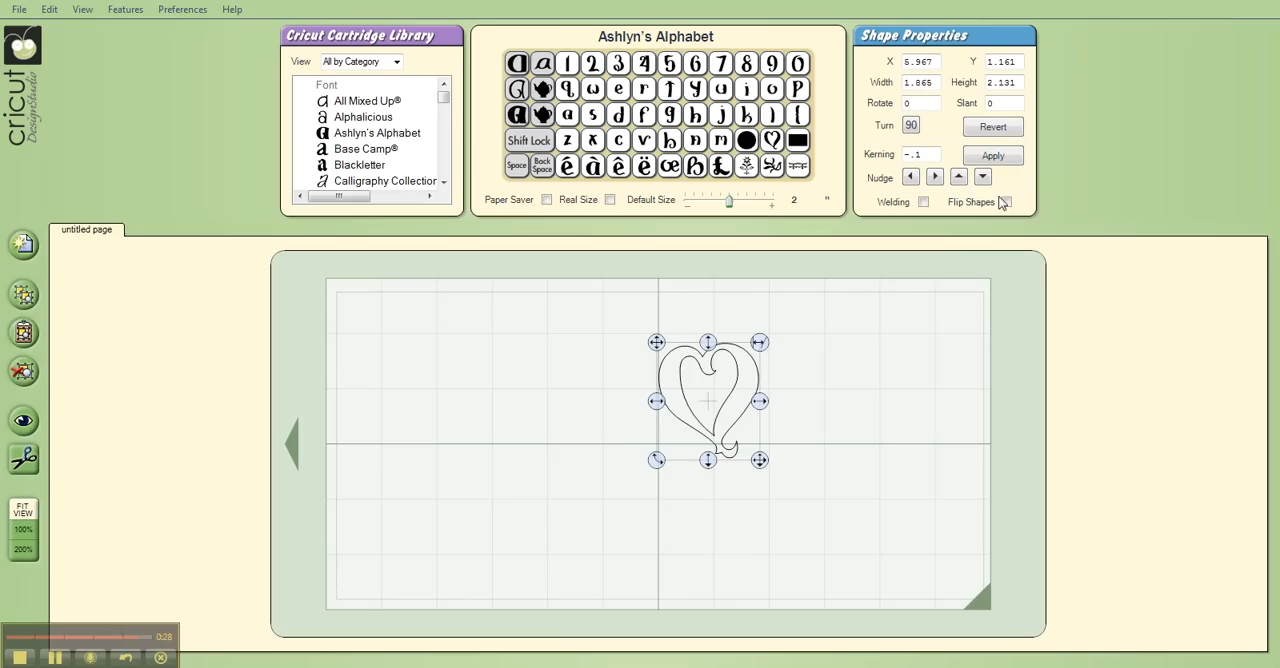 File Edit View Features Preferences Help
cricut
DesignStudio
Cricut Cartridge Library
View All by Category
Font
All Mixed Up®
Alphalicious
Ashlyn's Alphabet
Base Camp®
Blackletter
Calligraphy Collection
Ashlyn's Alphabet
a a 1 2 3 4 5 6 7 8 9 0
q w e r t y u i o p
a s d f g h j k l
Shift Lock z x c v b n m
Space Back Space é à ê ë œ ß £
Paper Saver Real Size Default Size - + 2 "
Shape Properties
X 5.967 Y 1.161
Width 1.865 Height 2.131
Rotate 0 Slant 0
Turn 90 Revert
Kerning -.1 Apply
Nudge
Welding Flip Shapes
untitled page
FIT VIEW
100%
200%
0:28